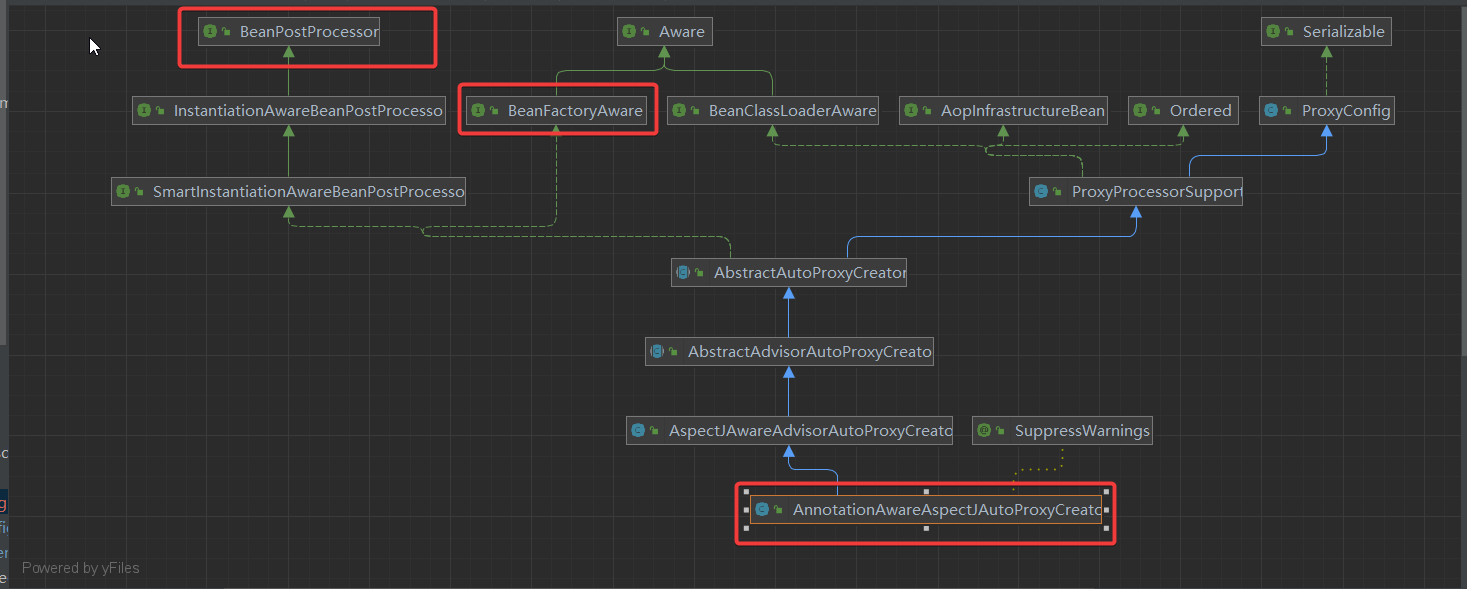 BeanPostProcessor
Aware
Serializable
InstantiationAwareBeanPostProcesso
BeanFactoryAware
BeanClassLoaderAware
AopInfrastructureBean
Ordered
ProxyConfig
SmartInstantiationAwareBeanPostProcesso
ProxyProcessorSupport
AbstractAutoProxyCreator
AbstractAdvisorAutoProxyCreato
AspectJAwareAdvisorAutoProxyCreato
SuppressWarnings
AnnotationAwareAspectJAutoProxyCreato
Powered by yFiles